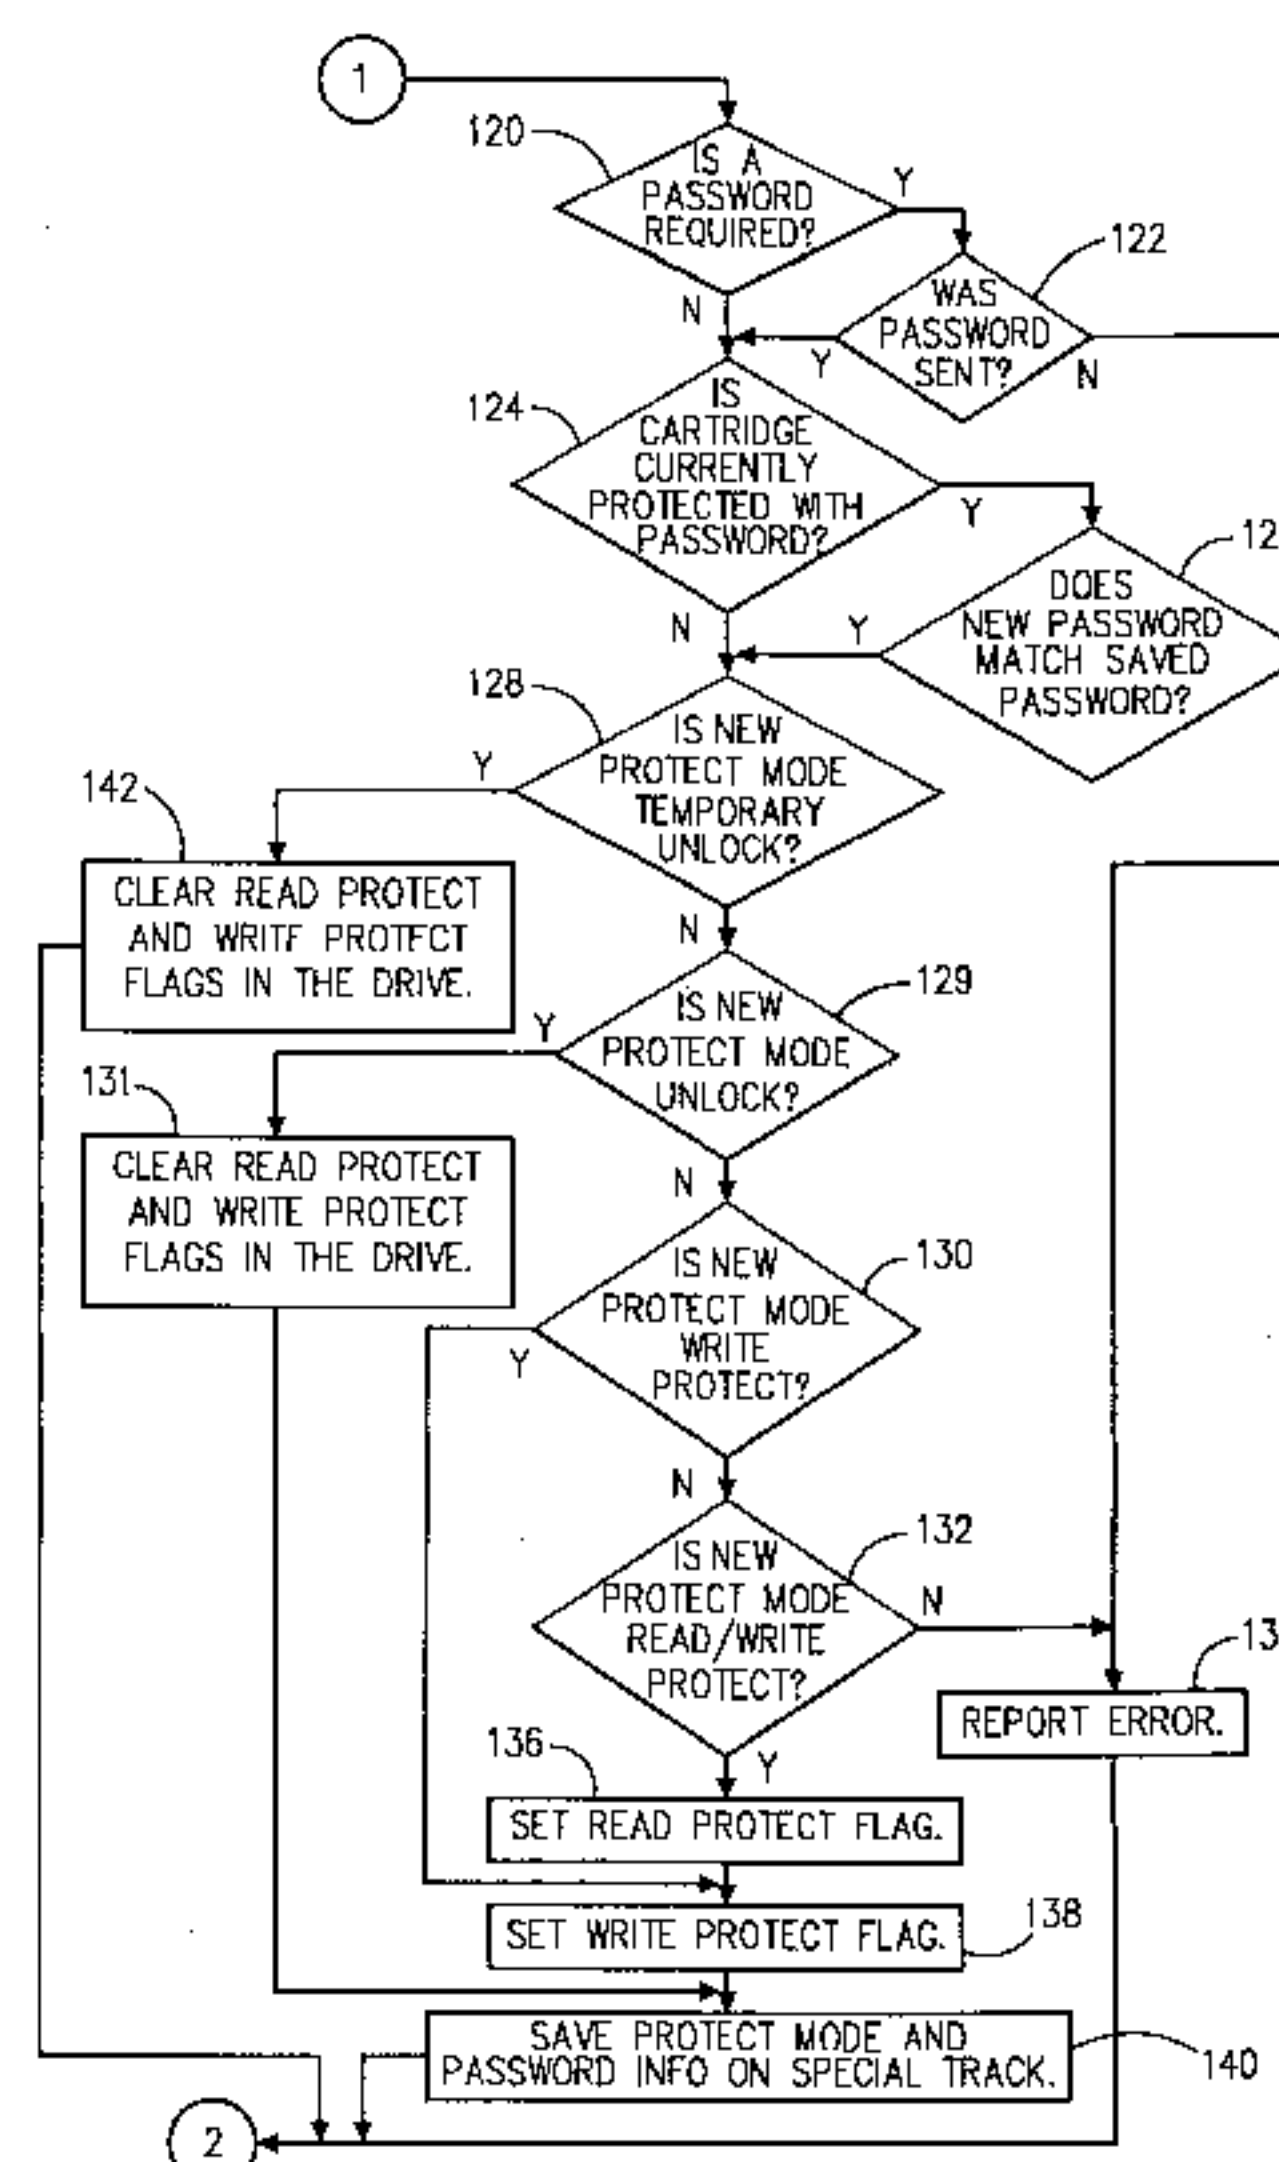 1
120
IS A
PASSWORD
REQUIRED?
Y
N
122
WAS
PASSWORD
SENT?
Y
N
124
IS
CARTRIDGE
CURRENTLY
PROTECTED WITH
PASSWORD?
Y
N
12
DOES
NEW PASSWORD
MATCH SAVED
PASSWORD?
Y
128
IS NEW
PROTECT MODE
TEMPORARY
UNLOCK?
Y
N
142
CLEAR READ PROTECT
AND WRITE PROTECT
FLAGS IN THE DRIVE.
129
IS NEW
PROTECT MODE
UNLOCK?
Y
N
131
CLEAR READ PROTECT
AND WRITE PROTECT
FLAGS IN THE DRIVE.
130
IS NEW
PROTECT MODE
WRITE
PROTECT?
Y
N
132
IS NEW
PROTECT MODE
READ/WRITE
PROTECT?
N
Y
13
REPORT ERROR.
136
SET READ PROTECT FLAG.
SET WRITE PROTECT FLAG.
138
SAVE PROTECT MODE AND
PASSWORD INFO ON SPECIAL TRACK.
140
2